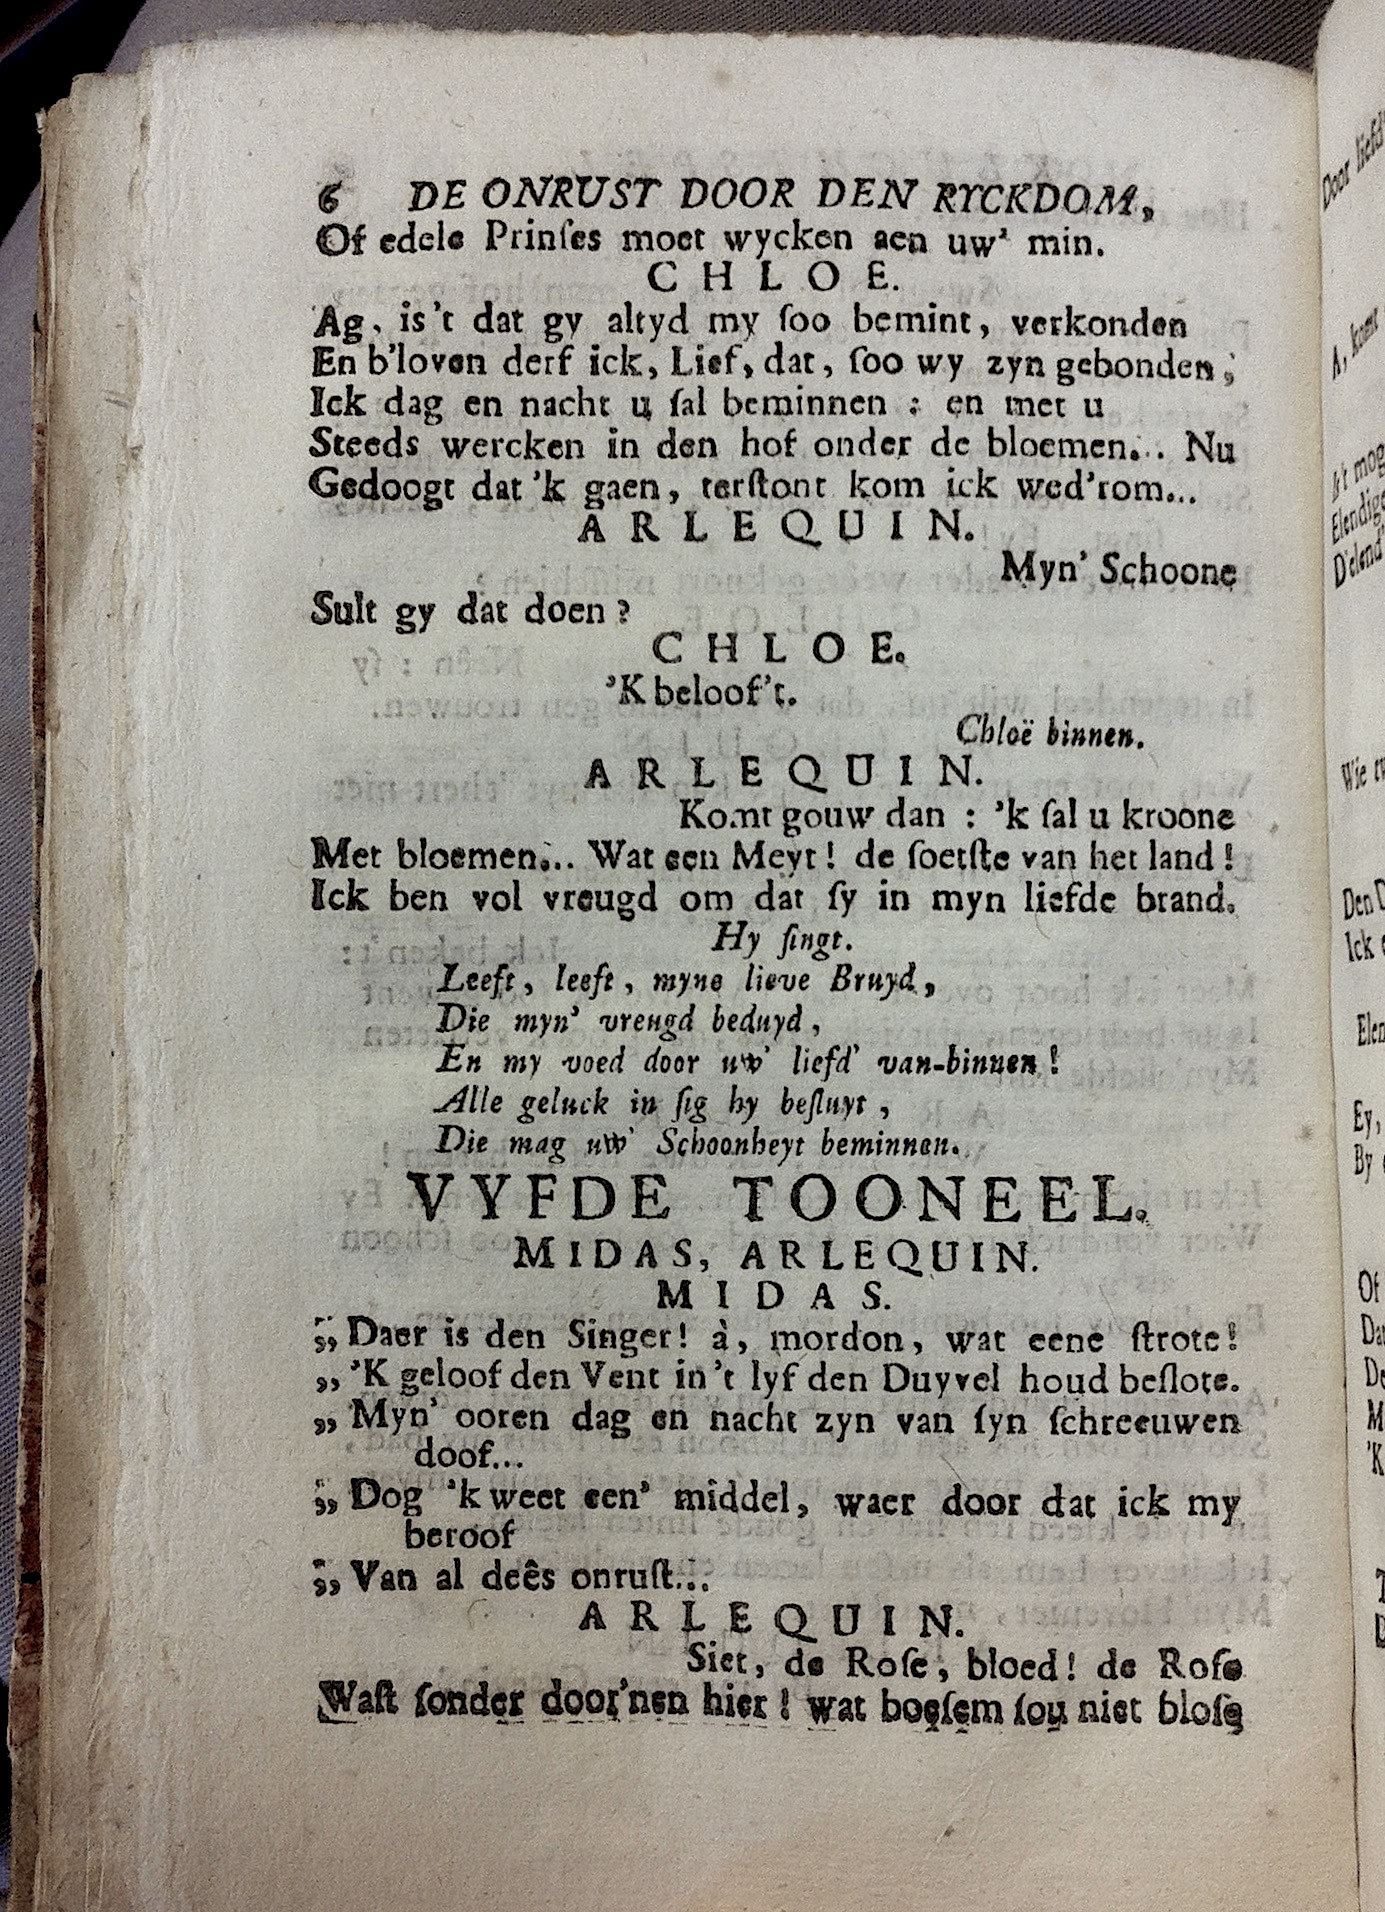 6 DE ONRUST DOOR DEN RYCKDOM,
Of edele Prinſes moet wycken aen uw' min.
CHLOE.
Ag, is't dat gy altyd my ſoo bemint, verkonden
En b'loven derf ick, Lief, dat, ſoo wy zyn gebonden,
Ick dag en nacht u ſal beminnen : en met u
Steeds wercken in den hof onder de bloemen... Nu
Gedoogt dat 'k gaen, terſtont kom ick wed'rom...
ARLEQUIN.
Myn' Schoone
Sult gy dat doen?
CHLOE.
'K beloof't.
Chloë binnen.
ARLEQUIN.
Komt gouw dan : 'k ſal u kroone
Met bloemen... Wat een Meyt! de ſoetſte van het land!
Ick ben vol vreugd om dat ſy in myn liefde brand.
Hy ſingt.
Leeft, leeft, myne lieve Bruyd,
Die myn' vreugd beduyd,
En my voed door uw' liefd' van-binnen!
Alle geluck in ſig hy beſluyt,
Die mag uw' Schoonheyt beminnen.
VYFDE TOONEEL.
MIDAS, ARLEQUIN.
MIDAS.
„ Daer is den Singer! à, mordon, wat eene ſtrote!
„ 'K geloof den Vent in 't lyf den Duyvel houd beſlote.
„ Myn' ooren dag en nacht zyn van ſyn ſchreeuwen
doof...
„ Dog 'k weet een' middel, waer door dat ick my
beroof
„ Van al deês onruſt...
ARLEQUIN.
Siet, de Roſe, bloed! de Roſe
Waſt ſonder door'nen hier! wat boeſem ſou niet bloſe